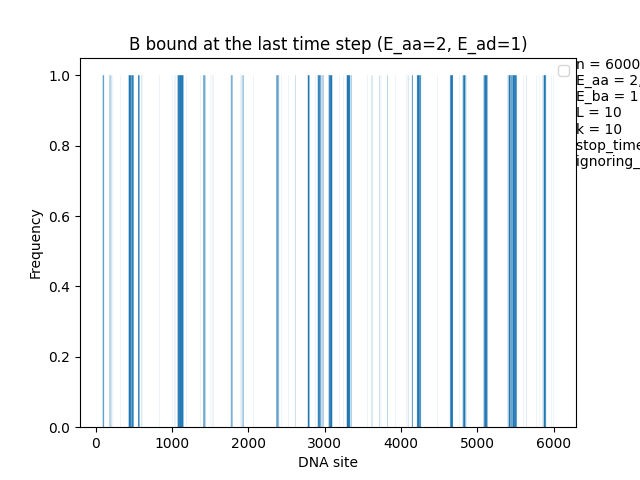 B bound at the last time step (E_aa=2, E_ad=1)
n = 6000
E_aa = 2,
E_ba = 1
L = 10
k = 10
stop_time
ignoring_
1.0
0.8
0.6
0.4
0.2
0.0
Frequency
0 1000 2000 3000 4000 5000 6000
DNA site